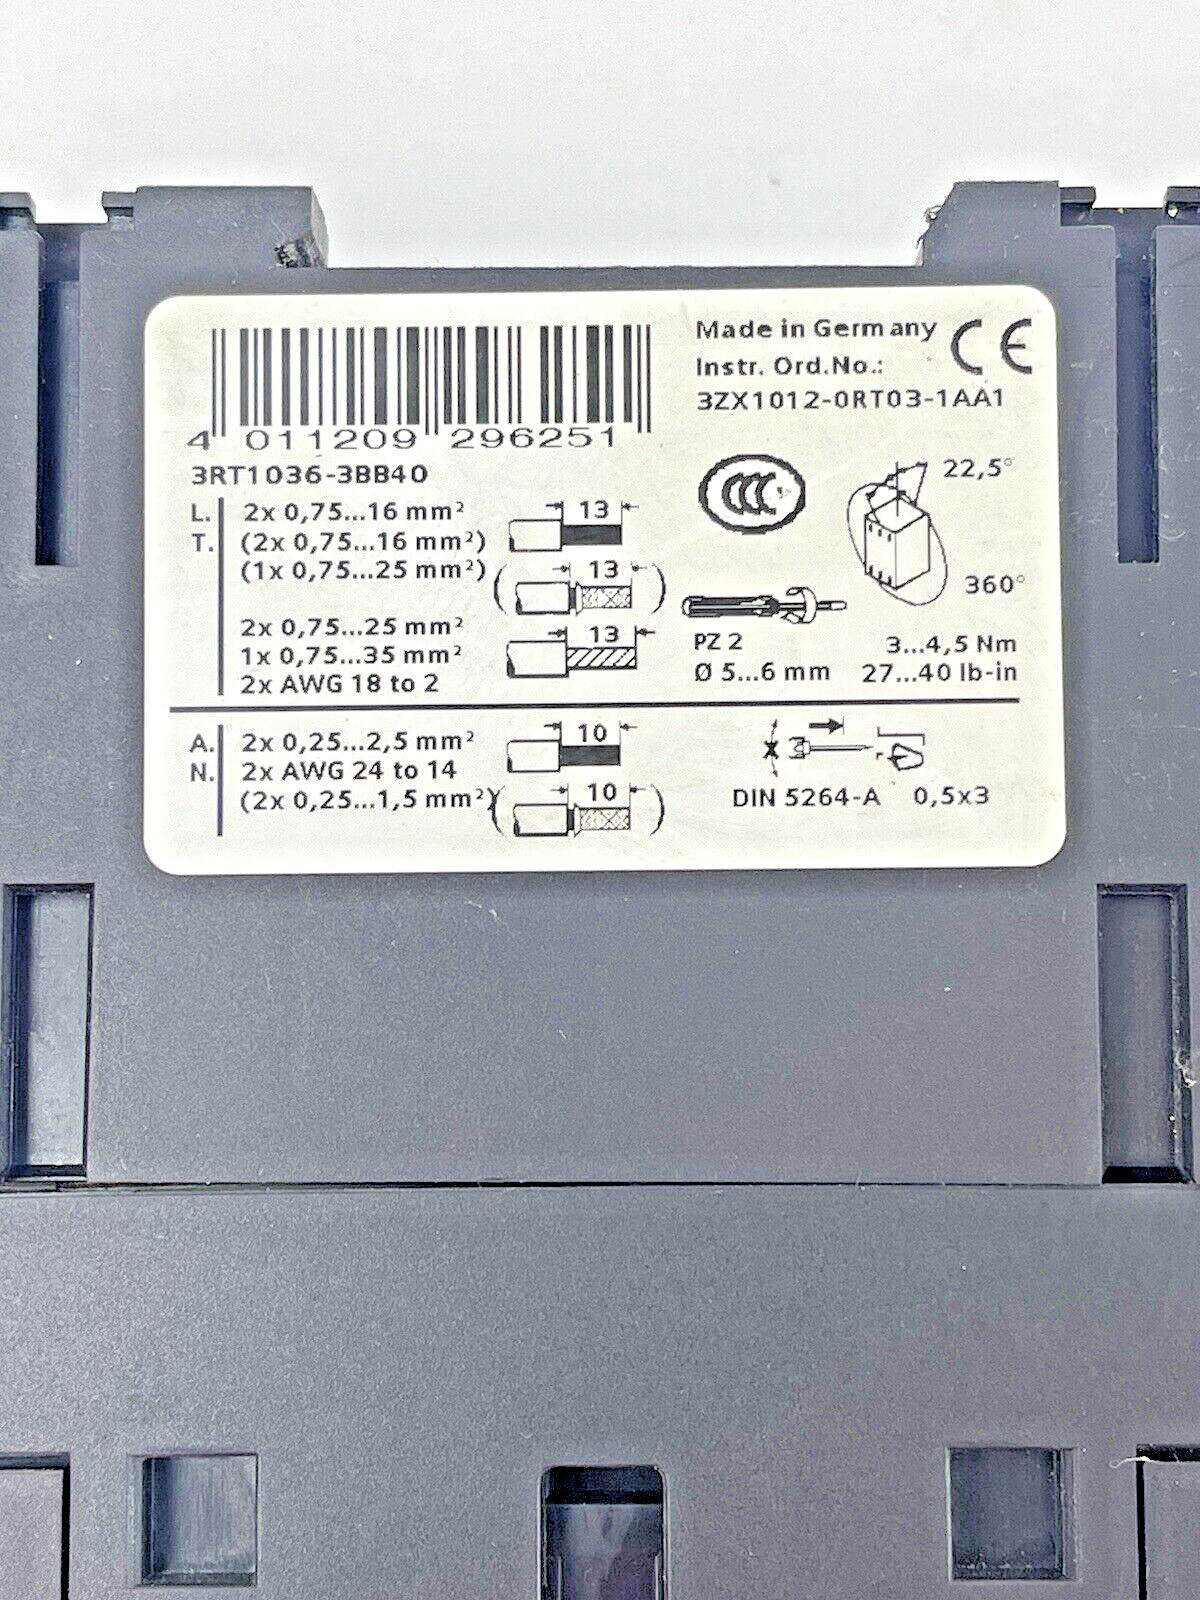 4 011209 296251
Made in Germany CE
Instr. Ord.No.:
3ZX1012-0RT03-1AA1
3RT1036-3BB40
CCC
22,5°
360°
L. 2x 0,75...16 mm² 13
T. (2x 0,75...16 mm²)
(1x 0,75...25 mm²) ( 13 )
2x 0,75...25 mm²
1x 0,75...35 mm² 13
2x AWG 18 to 2
PZ 2 3...4,5 Nm
Ø 5...6 mm 27...40 lb-in
A. 2x 0,25...2,5 mm² 10
N. 2x AWG 24 to 14
(2x 0,25...1,5 mm²) ( 10 )
DIN 5264-A 0,5x3